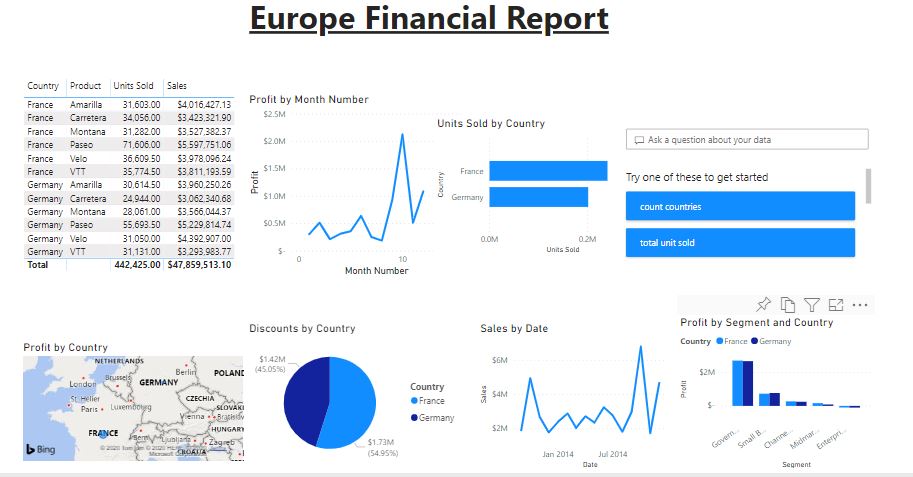 Europe Financial Report
Country Product Units Sold Sales
France Amarilla 31,603.00 $4,016,427.13
France Carretera 34,056.00 $3,423,321.90
France Montana 31,282.00 $3,527,382.37
France Paseo 71,606.00 $5,597,751.06
France Velo 36,609.50 $3,978,096.24
France VTT 35,774.50 $3,811,193.59
Germany Amarilla 30,614.50 $3,960,250.26
Germany Carretera 24,944.00 $3,062,340.68
Germany Montana 28,061.00 $3,566,044.37
Germany Paseo 55,693.50 $5,229,814.74
Germany Velo 31,050.00 $4,392,907.00
Germany VTT 31,131.00 $3,293,983.77
Total 442,425.00 $47,859,513.10
Profit by Month Number
$2.5M
$2.0M
$1.5M
$1.0M
$0.5M
$-
Profit
0 10
Month Number
Units Sold by Country
Country
France
Germany
0.0M 0.2M
Units Sold
Ask a question about your data
Try one of these to get started
count countries
total unit sold
Profit by Country
NETHERLANDS
Berlin
POLAND
London
Brussels
GERMANY
St. Helier
Luxembourg
CZECHIA
Paris
SLOVAKI
Vienna
Bratislav
HUNGARY
FRANCE
Bern
Ljubljana
Zagreb
CROATIA
Bing
Discounts by Country
$1.42M
(45.05%)
$1.73M
(54.95%)
Country
France
Germany
Sales by Date
$6M
$4M
$2M
Sales
Jan 2014 Jul 2014
Date
Profit by Segment and Country
Country France Germany
$2M
$-
Profit
Govern...
Small B...
Channe...
Midmar...
Enterpri...
Segment